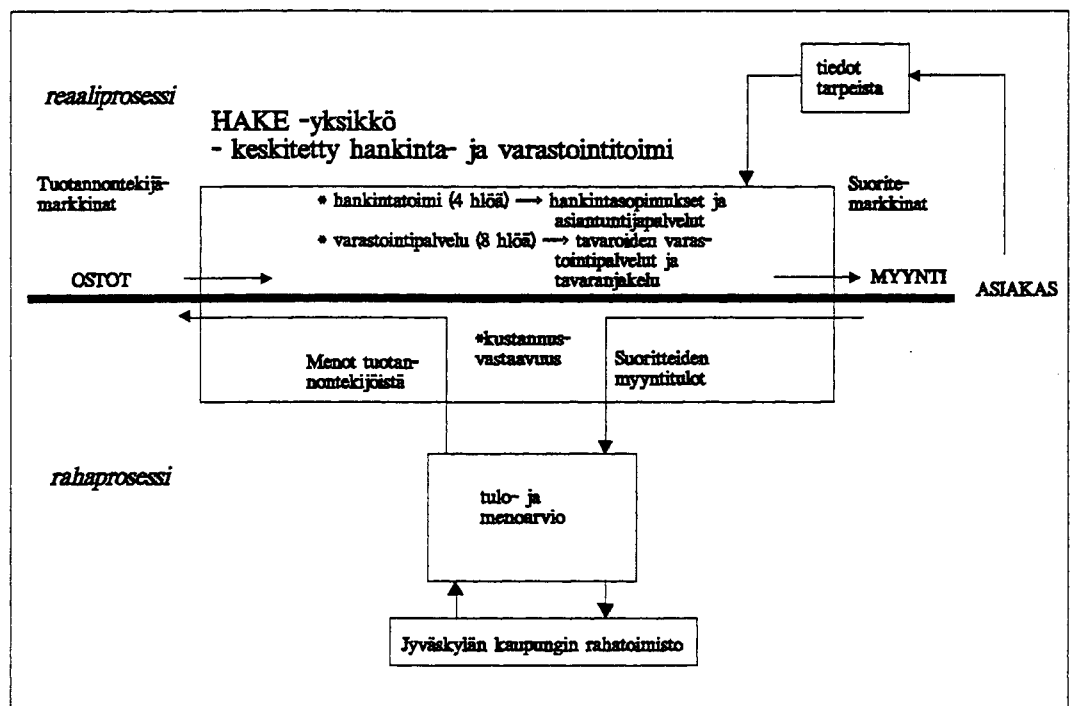 tiedot
tarpeista
reaaliprosessi
HAKE -yksikkö
- keskitetty hankinta- ja varastointitoimi
Tuotannontekijä-
markkinat
* hankintatoimi (4 hlöä) → hankintasopimukset ja
asiantuntijapalvelut
* varastointipalvelu (8 hlöä) → tavaroiden varas-
tointipalvelut ja
tavaranjakelu
Suorite-
markkinat
OSTOT
MYYNTI
ASIAKAS
*kustannus-
vastaavuus
Menot tuotan-
nontekijöistä
Suoritteiden
myyntitulot
rahaprosessi
tulo- ja
menoarvio
Jyväskylän kaupungin rahatoimisto